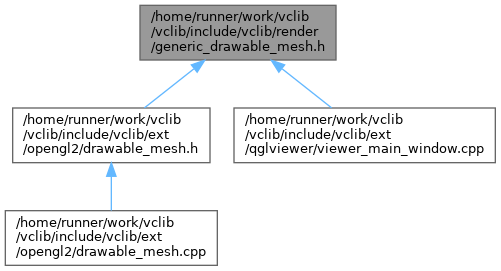 /home/runner/work/vclib
/vclib/include/vclib/render
/generic_drawable_mesh.h
/home/runner/work/vclib
/vclib/include/vclib/ext
/opengl2/drawable_mesh.h
/home/runner/work/vclib
/vclib/include/vclib/ext
/qglviewer/viewer_main_window.cpp
/home/runner/work/vclib
/vclib/include/vclib/ext
/opengl2/drawable_mesh.cpp